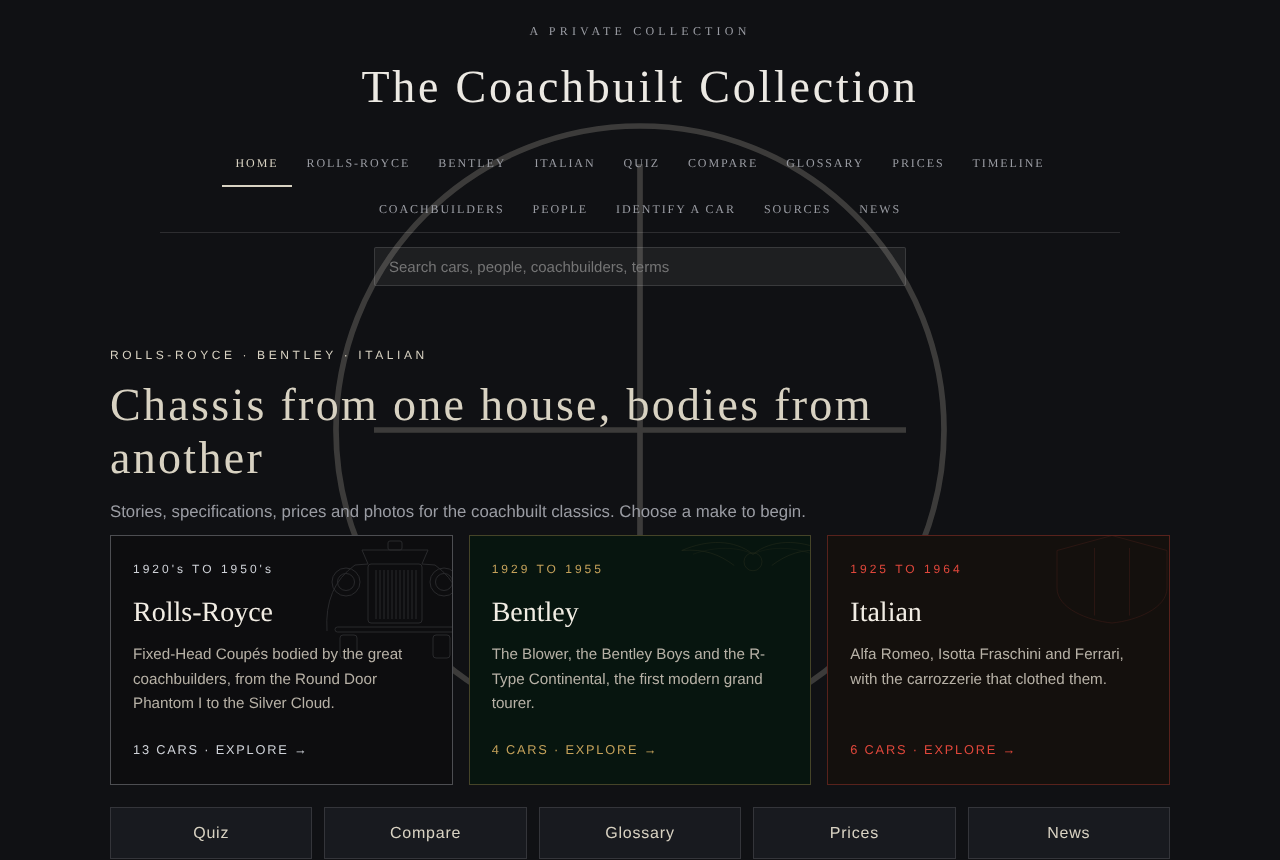 A PRIVATE COLLECTION
The Coachbuilt Collection
HOME ROLLS-ROYCE BENTLEY ITALIAN QUIZ COMPARE GLOSSARY PRICES TIMELINE
COACHBUILDERS PEOPLE IDENTIFY A CAR SOURCES NEWS
Search cars, people, coachbuilders, terms
ROLLS-ROYCE · BENTLEY · ITALIAN
Chassis from one house, bodies from
another
Stories, specifications, prices and photos for the coachbuilt classics. Choose a make to begin.
1920's TO 1950's
Rolls-Royce
Fixed-Head Coupés bodied by the great
coachbuilders, from the Round Door
Phantom I to the Silver Cloud.
13 CARS · EXPLORE →
1929 TO 1955
Bentley
The Blower, the Bentley Boys and the R-
Type Continental, the first modern grand
tourer.
4 CARS · EXPLORE →
1925 TO 1964
Italian
Alfa Romeo, Isotta Fraschini and Ferrari,
with the carrozzerie that clothed them.
6 CARS · EXPLORE →
Quiz
Compare
Glossary
Prices
News